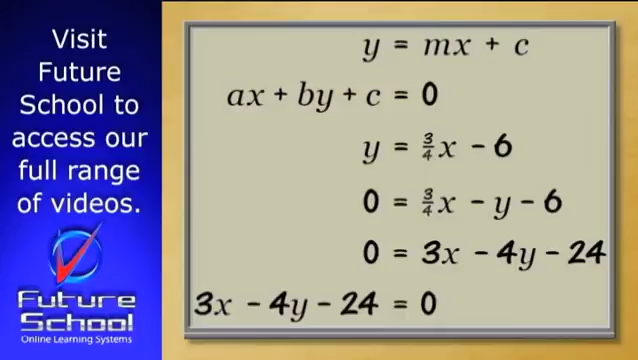 Visit
Future
School to
access our
full range
of videos.
Future
School
Online Learning Systems
y = mx + c
ax + by + c = 0
y = ¾x - 6
0 = ¾x - y - 6
0 = 3x - 4y - 24
3x - 4y - 24 = 0